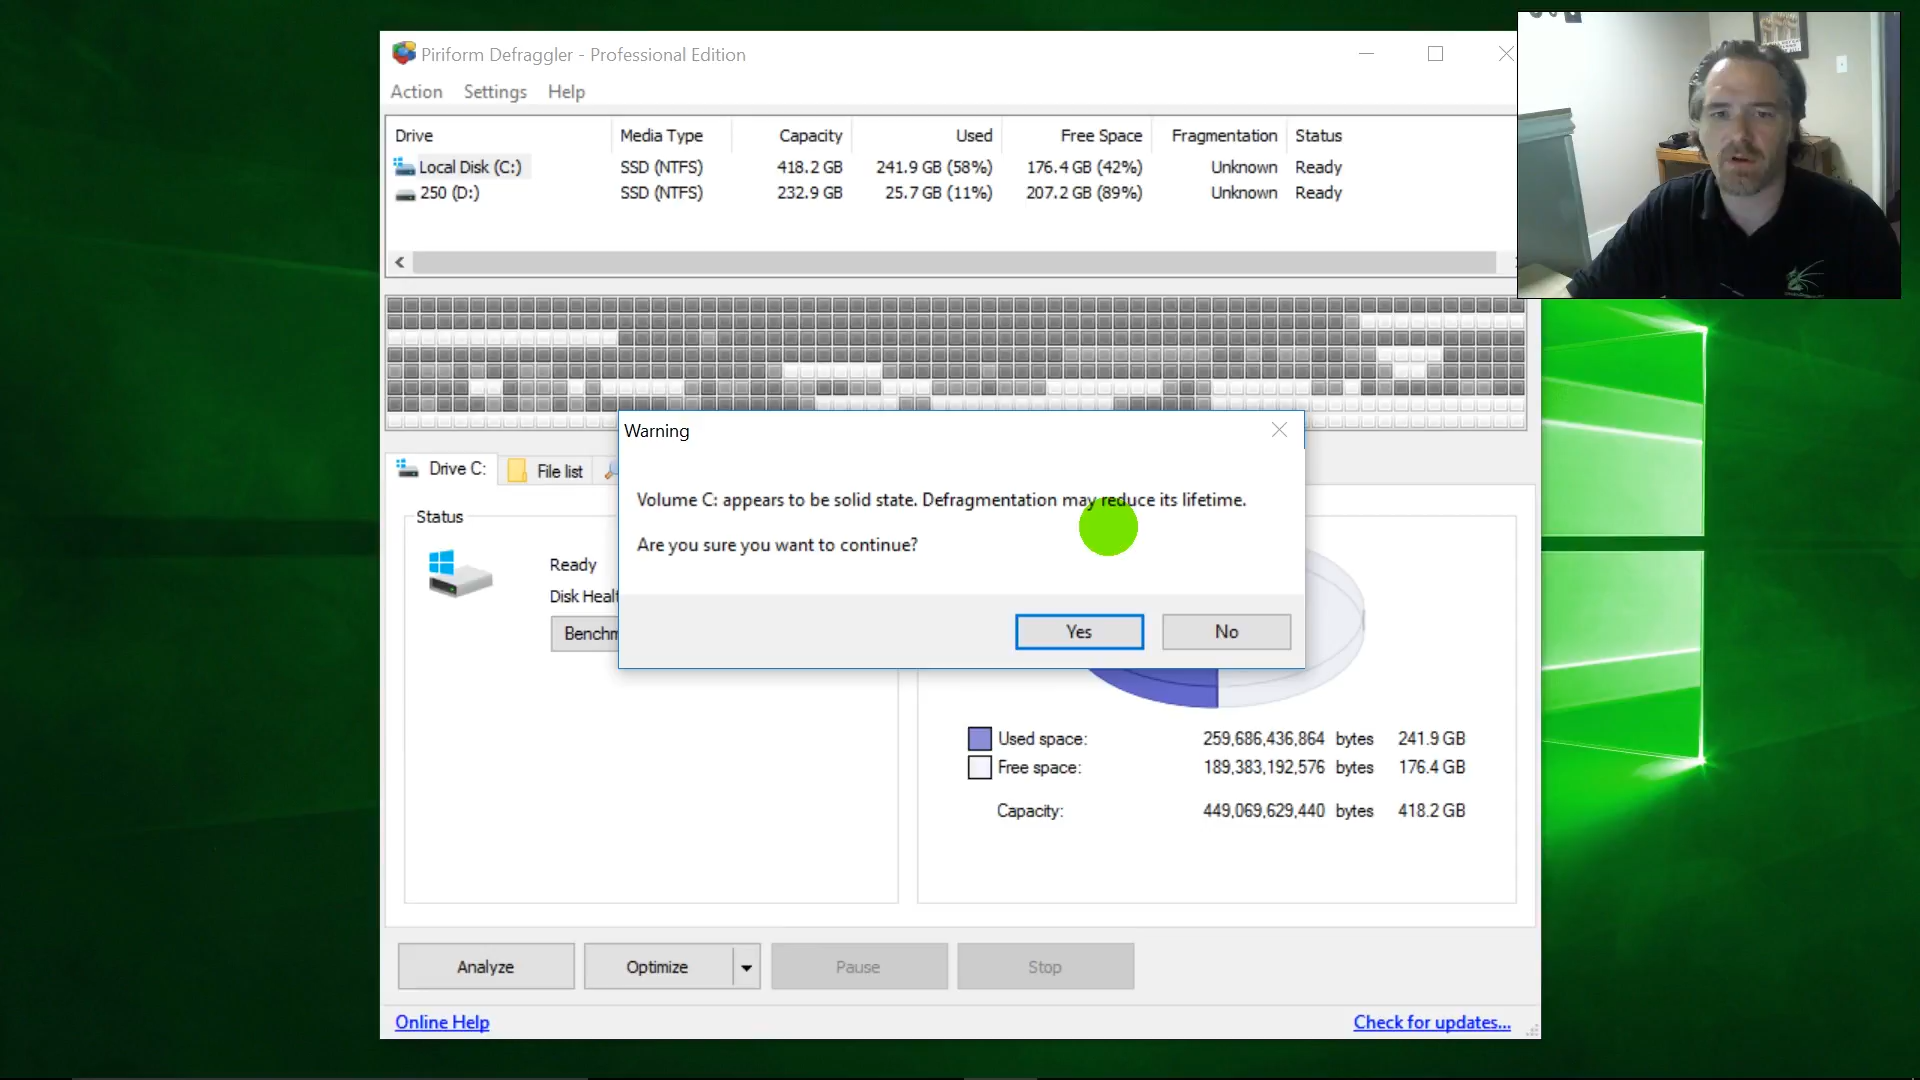 Piriform Defraggler - Professional Edition
Action Settings Help
Drive Media Type Capacity Used Free Space Fragmentation Status
Local Disk (C:) SSD (NTFS) 418.2 GB 241.9 GB (58%) 176.4 GB (42%) Unknown Ready
250 (D:) SSD (NTFS) 232.9 GB 25.7 GB (11%) 207.2 GB (89%) Unknown Ready
Warning
Volume C: appears to be solid state. Defragmentation may reduce its lifetime.
Are you sure you want to continue?
Yes No
Drive C: File list
Status
Ready
Disk Healt
Benchm
Used space: 259,686,436,864 bytes 241.9 GB
Free space: 189,383,192,576 bytes 176.4 GB
Capacity: 449,069,629,440 bytes 418.2 GB
Analyze Optimize Pause Stop
Online Help Check for updates...